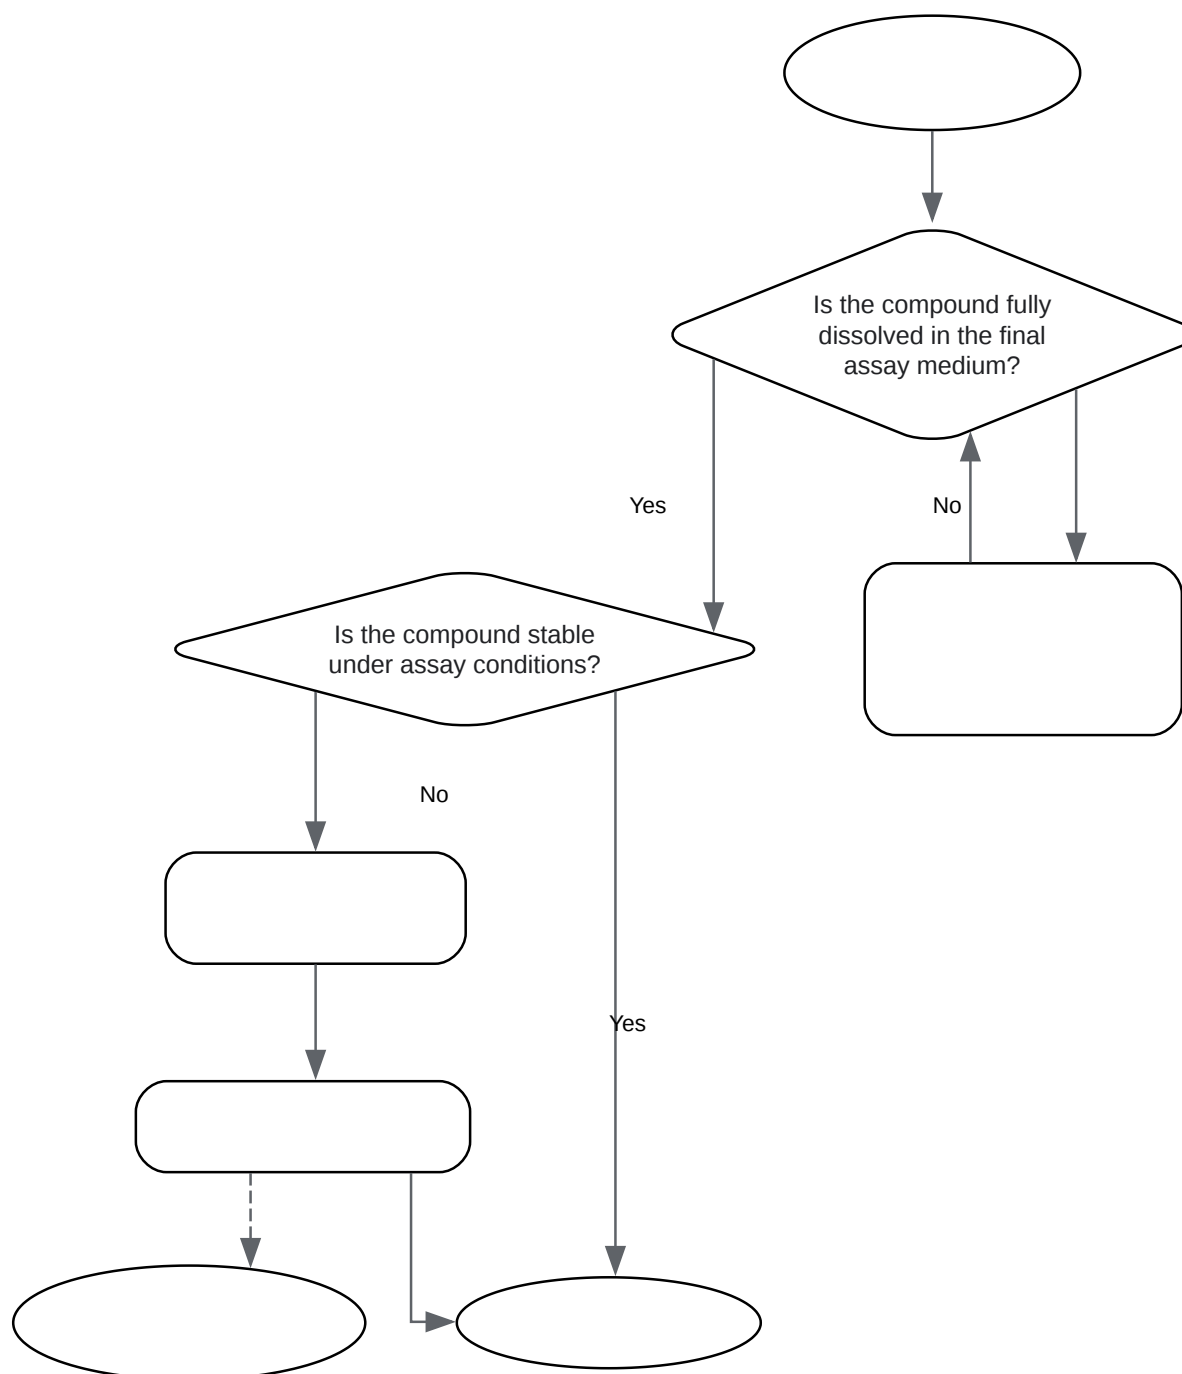 Is the compound fully
dissolved in the final
assay medium?
Yes
No
Is the compound stable
under assay conditions?
No
Yes